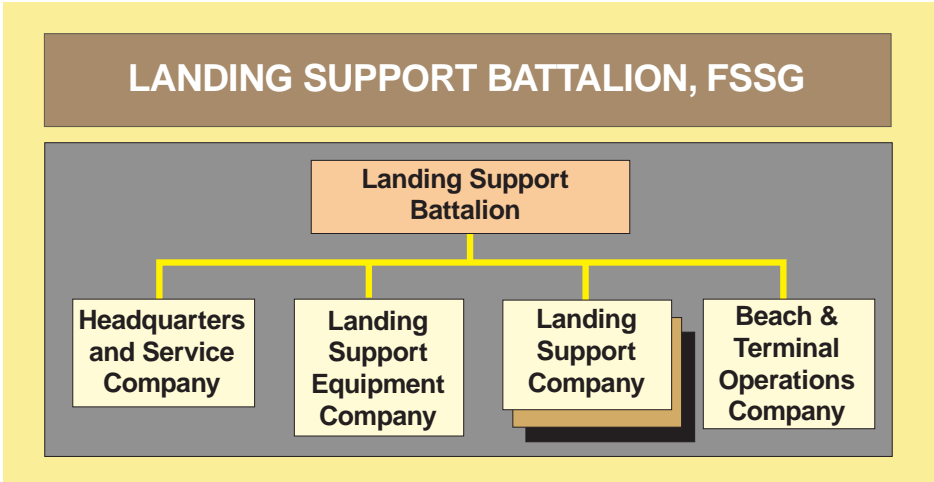 LANDING SUPPORT BATTALION, FSSG
Landing Support
Battalion
Headquarters
and Service
Company
Landing
Support
Equipment
Company
Landing
Support
Company
Beach &
Terminal
Operations
Company